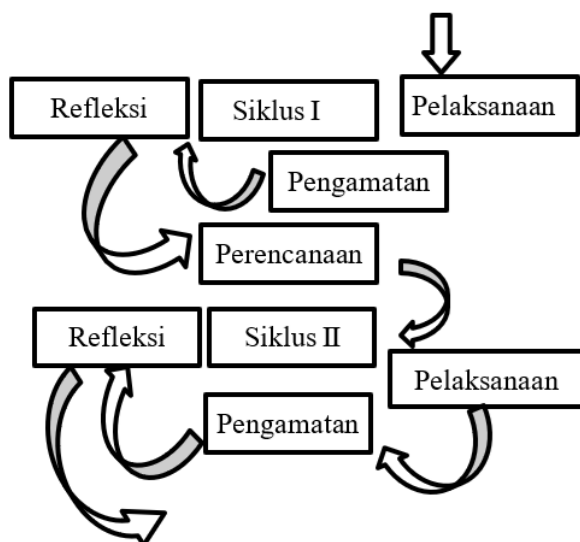 Refleksi
Siklus I
Pelaksanaan
Pengamatan
Perencanaan
Refleksi
Siklus II
Pelaksanaan
Pengamatan